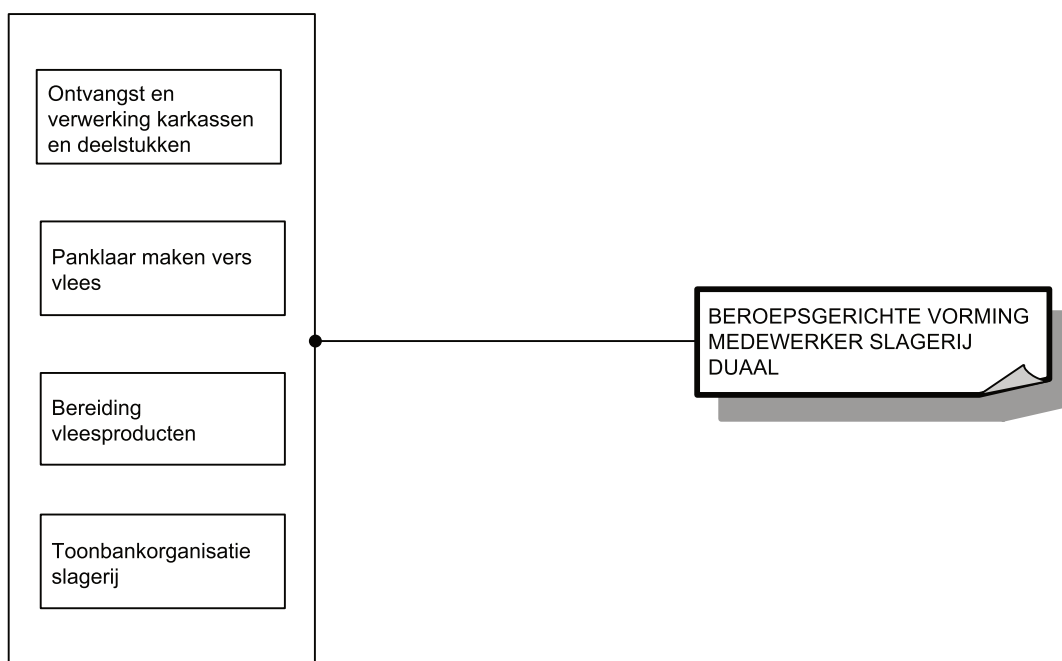 Ontvangst en
verwerking karkassen
en deelstukken
Panklaar maken vers
vlees
Bereiding
vleesproducten
Toonbankorganisatie
slagerij
BEROEPSGERICHTE VORMING
MEDEWERKER SLAGERIJ
DUAAL